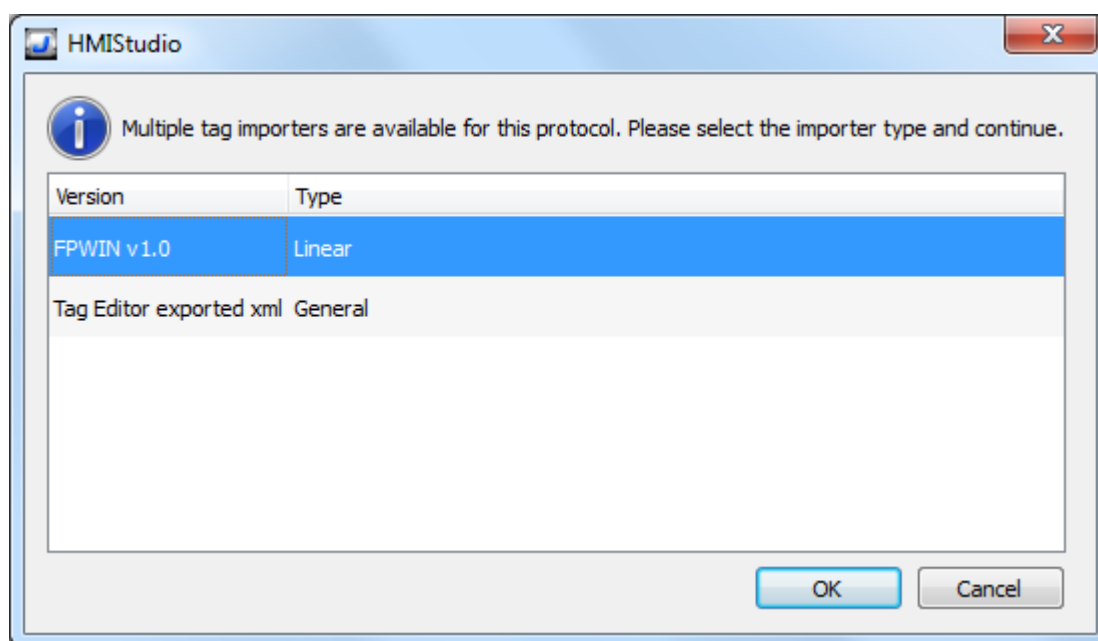 HMIStudio
Multiple tag importers are available for this protocol. Please select the importer type and continue.
Version Type
FPWIN v1.0 Linear
Tag Editor exported xml General
OK Cancel